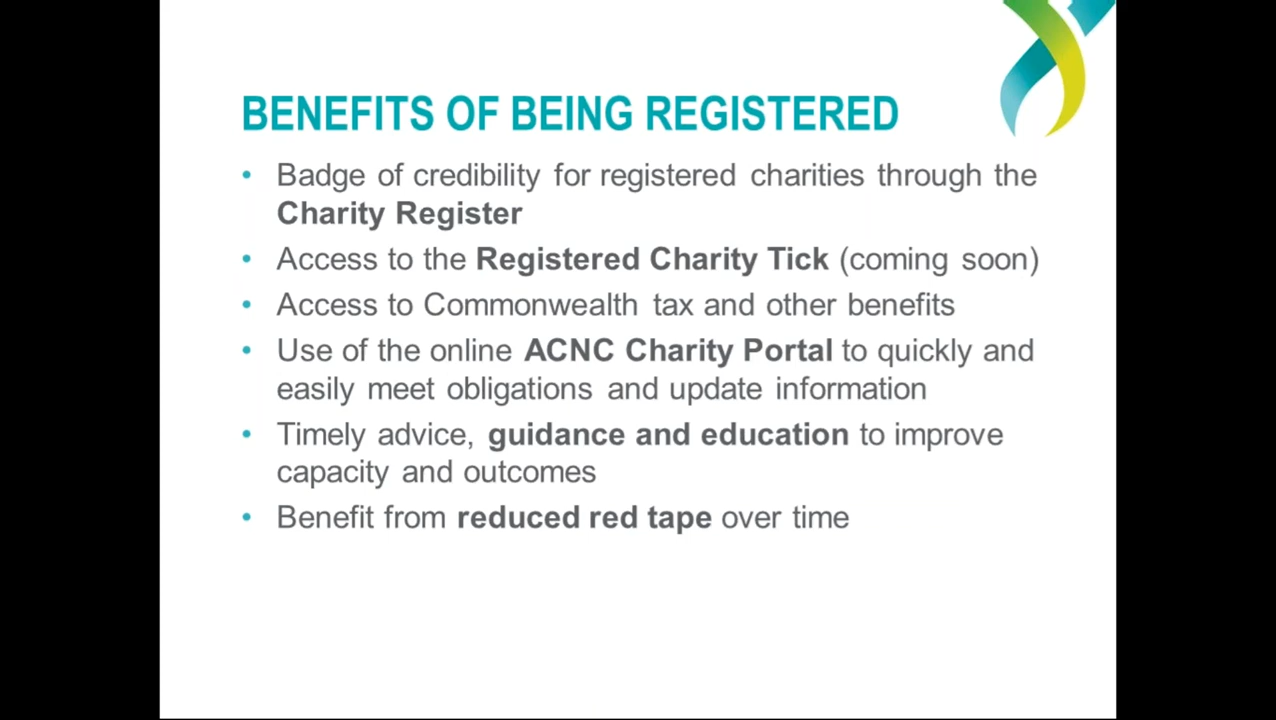 BENEFITS OF BEING REGISTERED
• Badge of credibility for registered charities through the
Charity Register
• Access to the Registered Charity Tick (coming soon)
• Access to Commonwealth tax and other benefits
• Use of the online ACNC Charity Portal to quickly and
easily meet obligations and update information
• Timely advice, guidance and education to improve
capacity and outcomes
• Benefit from reduced red tape over time